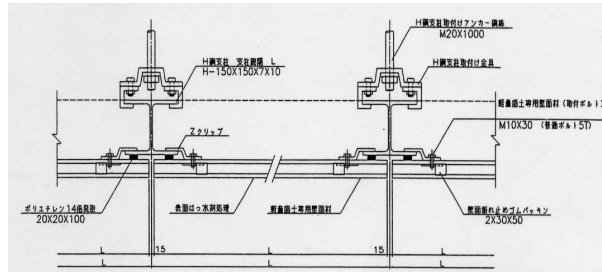 H鋼支柱取付けアンカー鋼棒
M20X1000
H鋼支柱 支柱間隔 L
H-150X150X7X10
H鋼支柱取付け金具
軽量盛土専用壁面材(取付ボルト)
M10X30 (普通ボルト5T)
Zクリップ
ポリエチレン14倍発泡
20X20X100
表面はっ水剤処理
軽量盛土専用壁面材
壁面振れ止めゴムパッキン
2X30X50
L
15
L
15
L
L
L
L